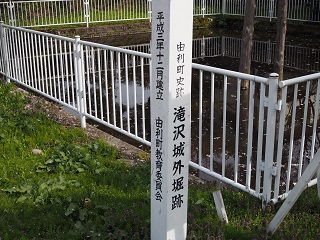 由利町史跡
滝沢城外堀跡
平成三年十二月建立
由利町教育委員会